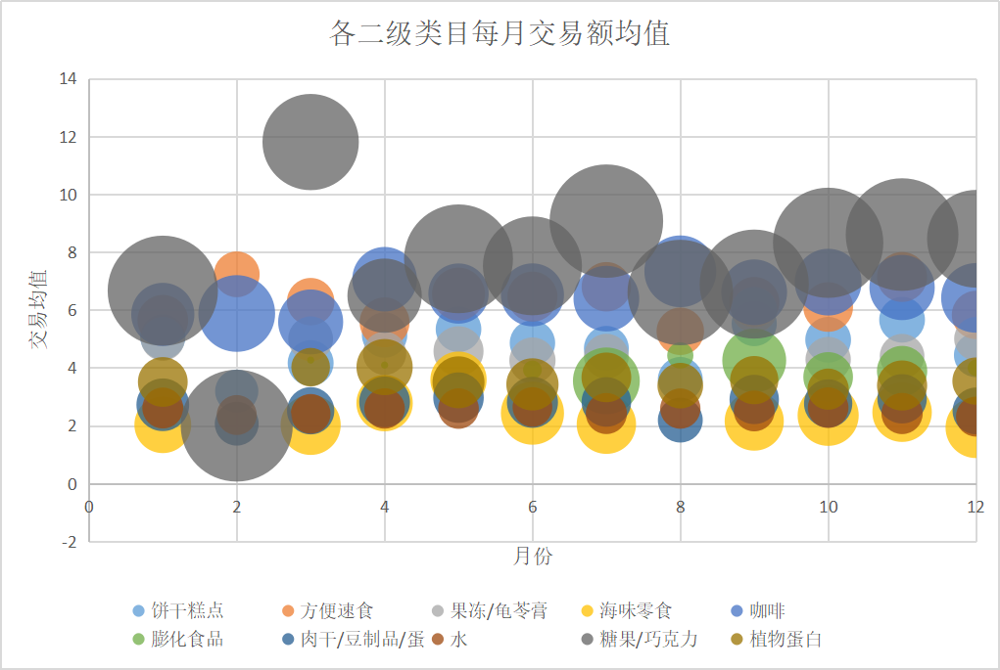 各二级类目每月交易额均值
14
12
10
8
6
4
2
0
-2
0 2 4 6 8 10 12
交易均值
月份
饼干糕点 方便速食 果冻/龟苓膏 海味零食 咖啡
膨化食品 肉干/豆制品/蛋 水 糖果/巧克力 植物蛋白